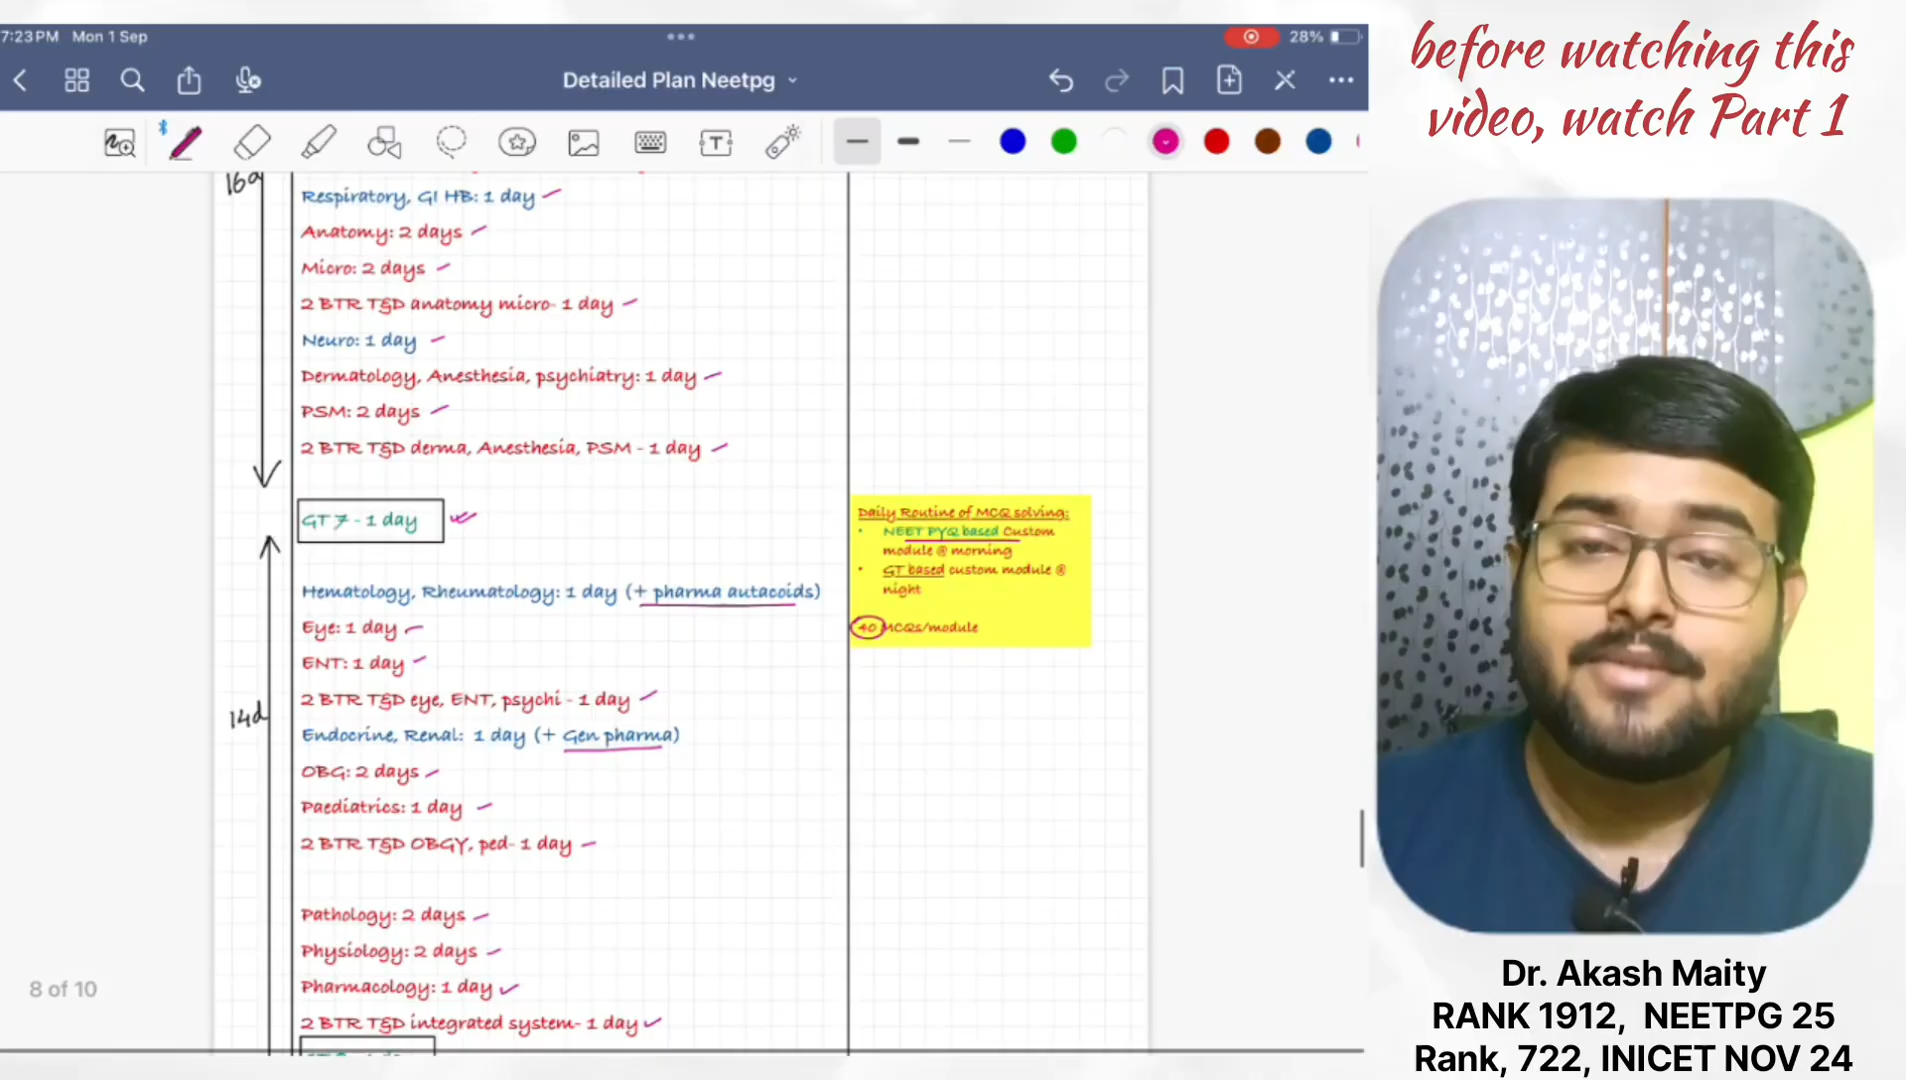 7:23 PM Mon 1 Sep
28%
Detailed Plan Neetpg
before watching this
video, watch Part 1
16d
Respiratory, GI HB: 1 day
Anatomy: 2 days
Micro: 2 days
2 BTR T&D anatomy micro- 1 day
Neuro: 1 day
Dermatology, Anesthesia, psychiatry: 1 day
PSM: 2 days
2 BTR T&D derma, Anesthesia, PSM - 1 day
GT 7 - 1 day
Daily Routine of MCQ solving:
• NEET PYQ based Custom
module @ morning
• GT based custom module @
night
40 MCQs/module
Hematology, Rheumatology: 1 day (+ pharma autacoids)
Eye: 1 day
ENT: 1 day
2 BTR T&D eye, ENT, psychi - 1 day
14d
Endocrine, Renal: 1 day (+ Gen pharma)
OBG: 2 days
Paediatrics: 1 day
2 BTR T&D OBGY, ped- 1 day
Pathology: 2 days
Physiology: 2 days
Pharmacology: 1 day
2 BTR T&D integrated system- 1 day
8 of 10
Dr. Akash Maity
RANK 1912, NEETPG 25
Rank, 722, INICET NOV 24